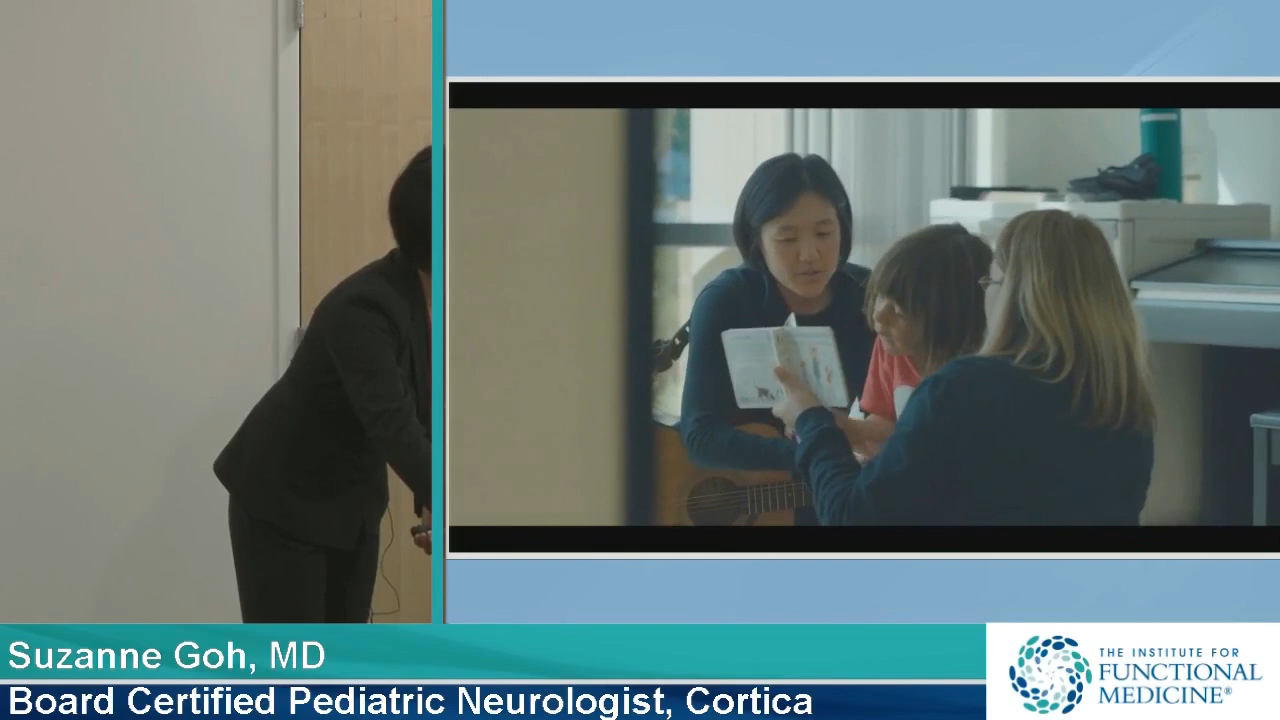 Suzanne Goh, MD
Board Certified Pediatric Neurologist, Cortica
THE INSTITUTE FOR
FUNCTIONAL
MEDICINE®